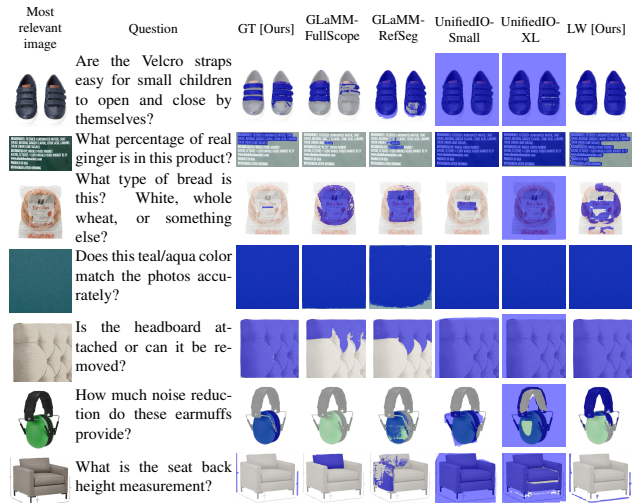 Most
relevant
image
Question
GT [Ours]
GLaMM-
FullScope
GLaMM-
RefSeg
UnifiedIO-
Small
UnifiedIO-
XL
LW [Ours]
Are the Velcro straps
easy for small children
to open and close by
themselves?
What percentage of real
ginger is in this product?
What type of bread is
this? White, whole
wheat, or something
else?
Does this teal/aqua color
match the photos accu-
rately?
Is the headboard at-
tached or can it be re-
moved?
How much noise reduc-
tion do these earmuffs
provide?
What is the seat back
height measurement?